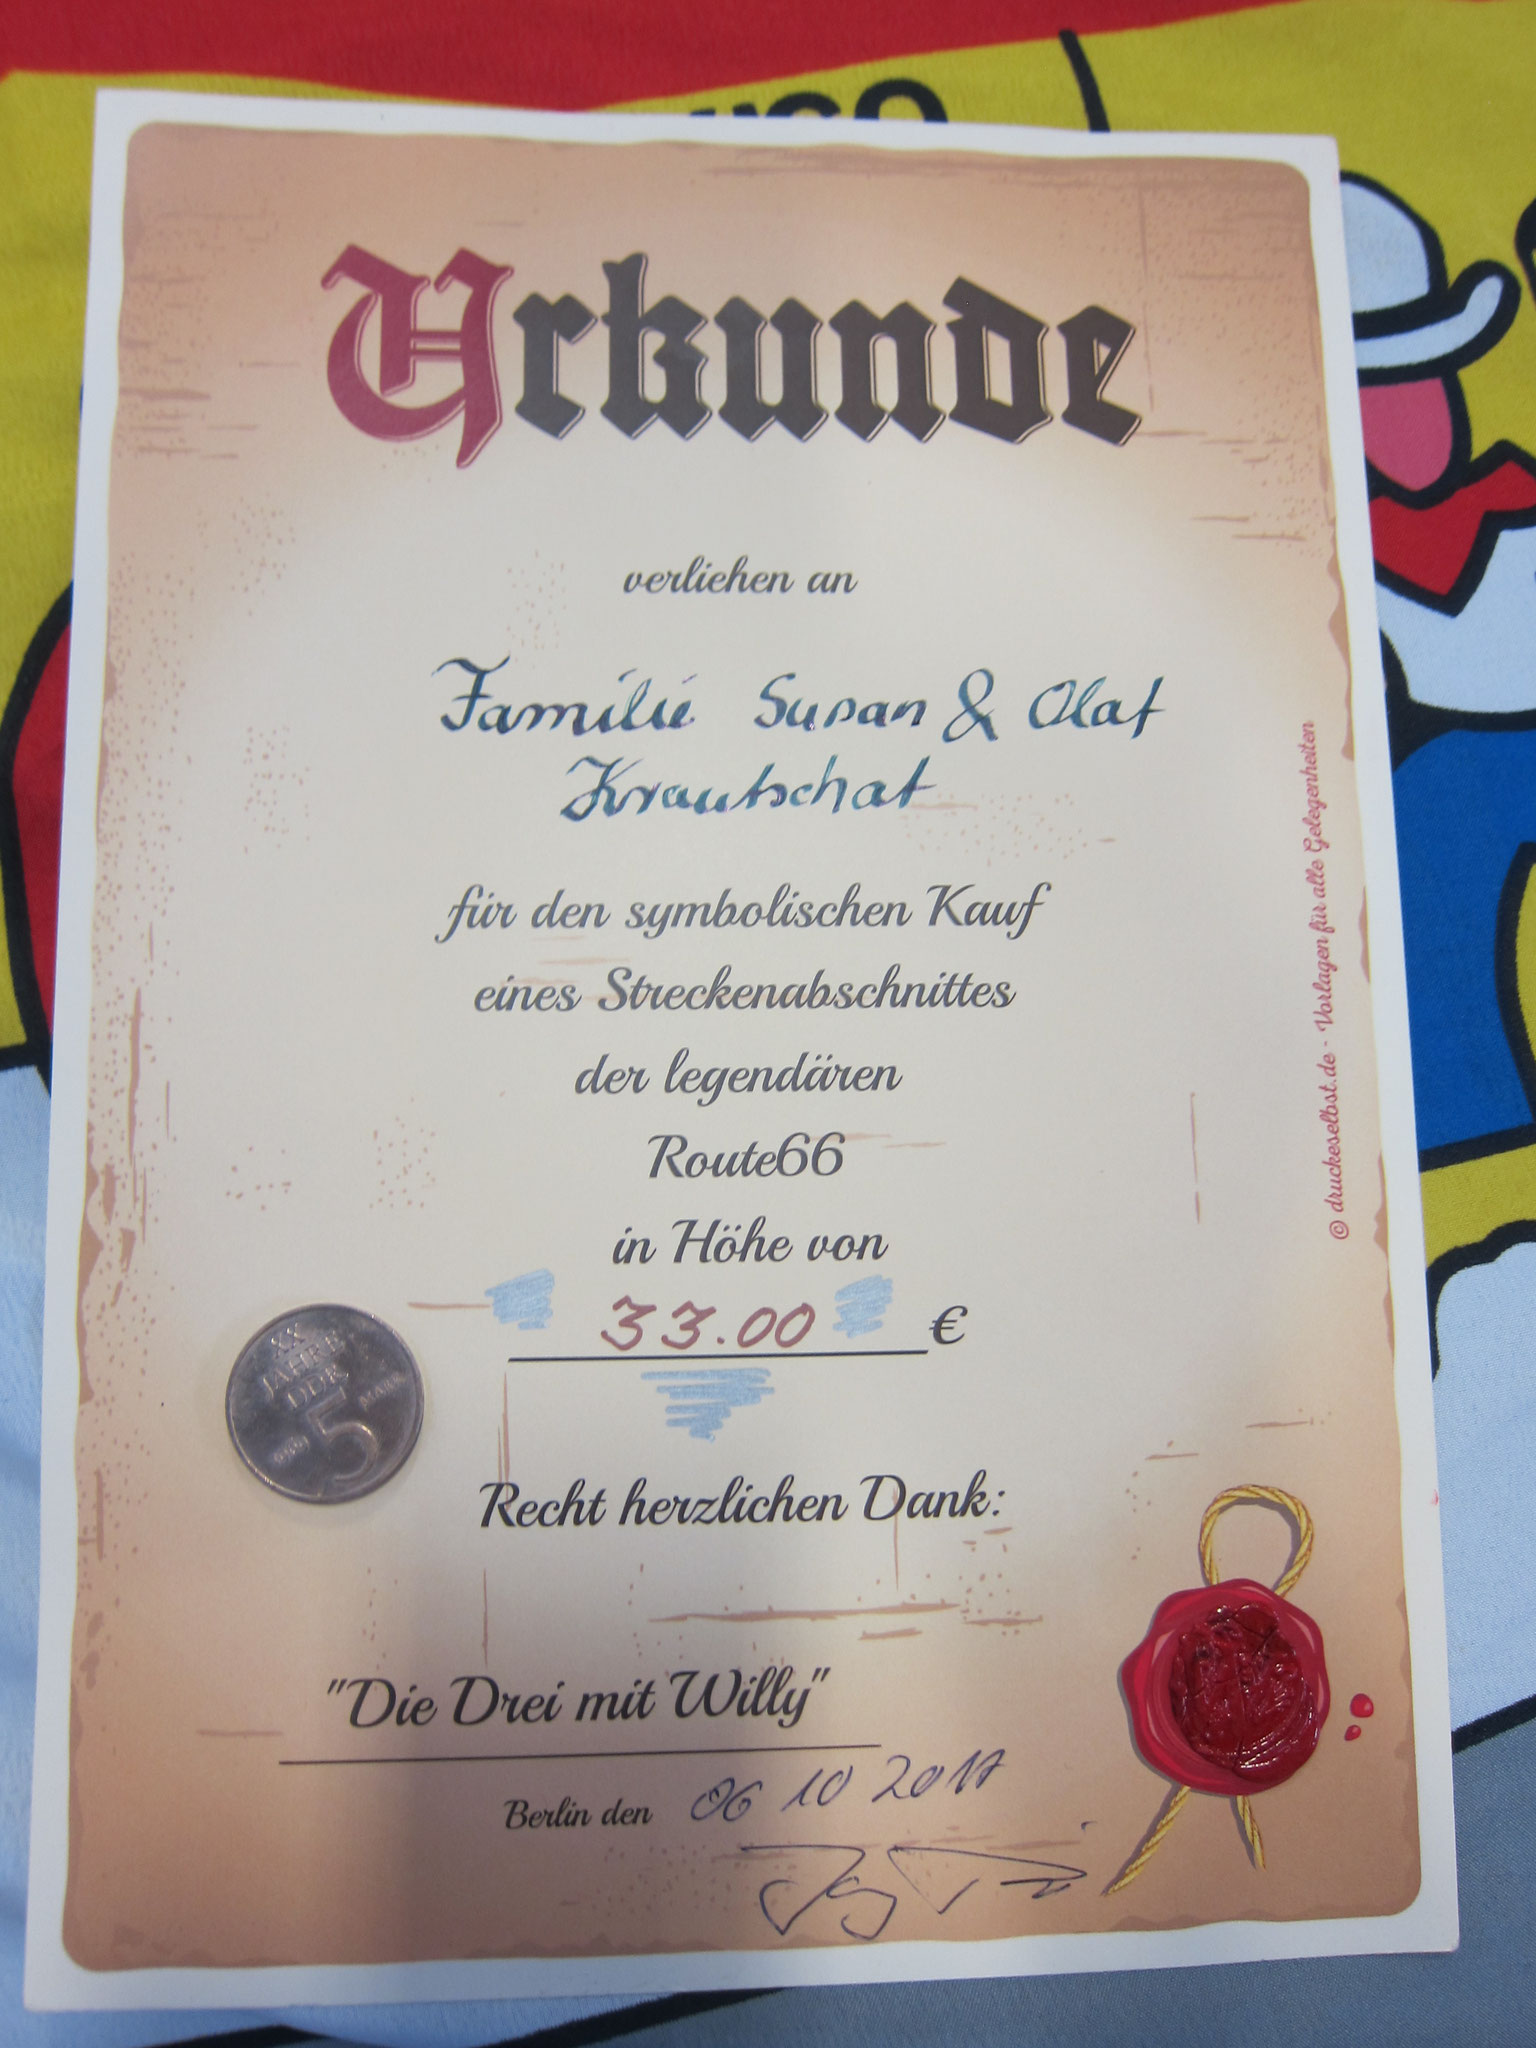 Urkunde
verliehen an
Familie Susan & Olaf
Krautschat
für den symbolischen Kauf
eines Streckenabschnittes
der legendären
Route66
in Höhe von
33.00 €
XX
JAHRE
DDR
5 MARK
Recht herzlichen Dank:
"Die Drei mit Willy"
Berlin den 06 10 2017
© druckeselbst.de - Vorlagen für alle Gelegenheiten